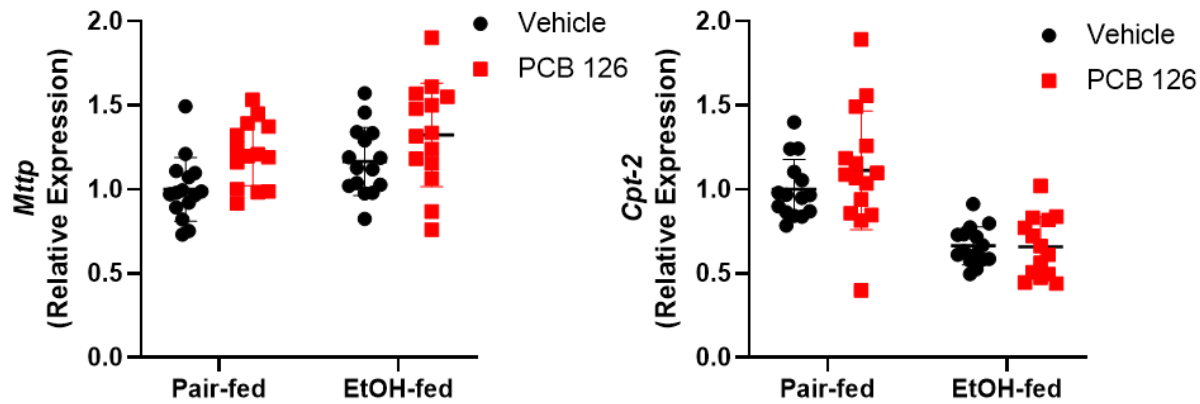 Mttp
(Relative Expression)
2.0
1.5
1.0
0.5
0.0
Pair-fed
EtOH-fed
Vehicle
PCB 126
Cpt-2
(Relative Expression)
2.0
1.5
1.0
0.5
0.0
Pair-fed
EtOH-fed
Vehicle
PCB 126